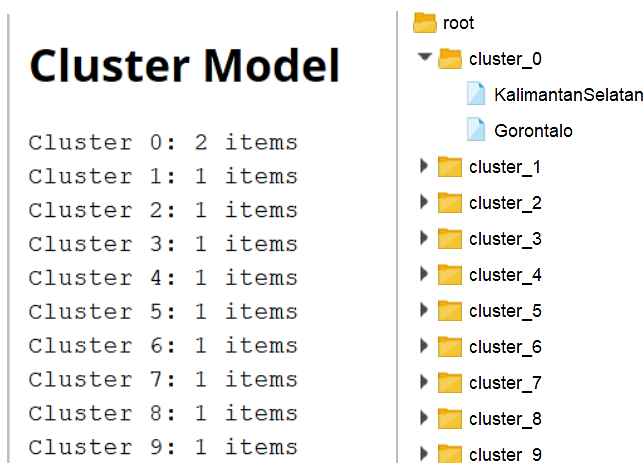 Cluster Model
Cluster 0: 2 items
Cluster 1: 1 items
Cluster 2: 1 items
Cluster 3: 1 items
Cluster 4: 1 items
Cluster 5: 1 items
Cluster 6: 1 items
Cluster 7: 1 items
Cluster 8: 1 items
Cluster 9: 1 items
root
cluster_0
KalimantanSelatan
Gorontalo
cluster_1
cluster_2
cluster_3
cluster_4
cluster_5
cluster_6
cluster_7
cluster_8
cluster_9